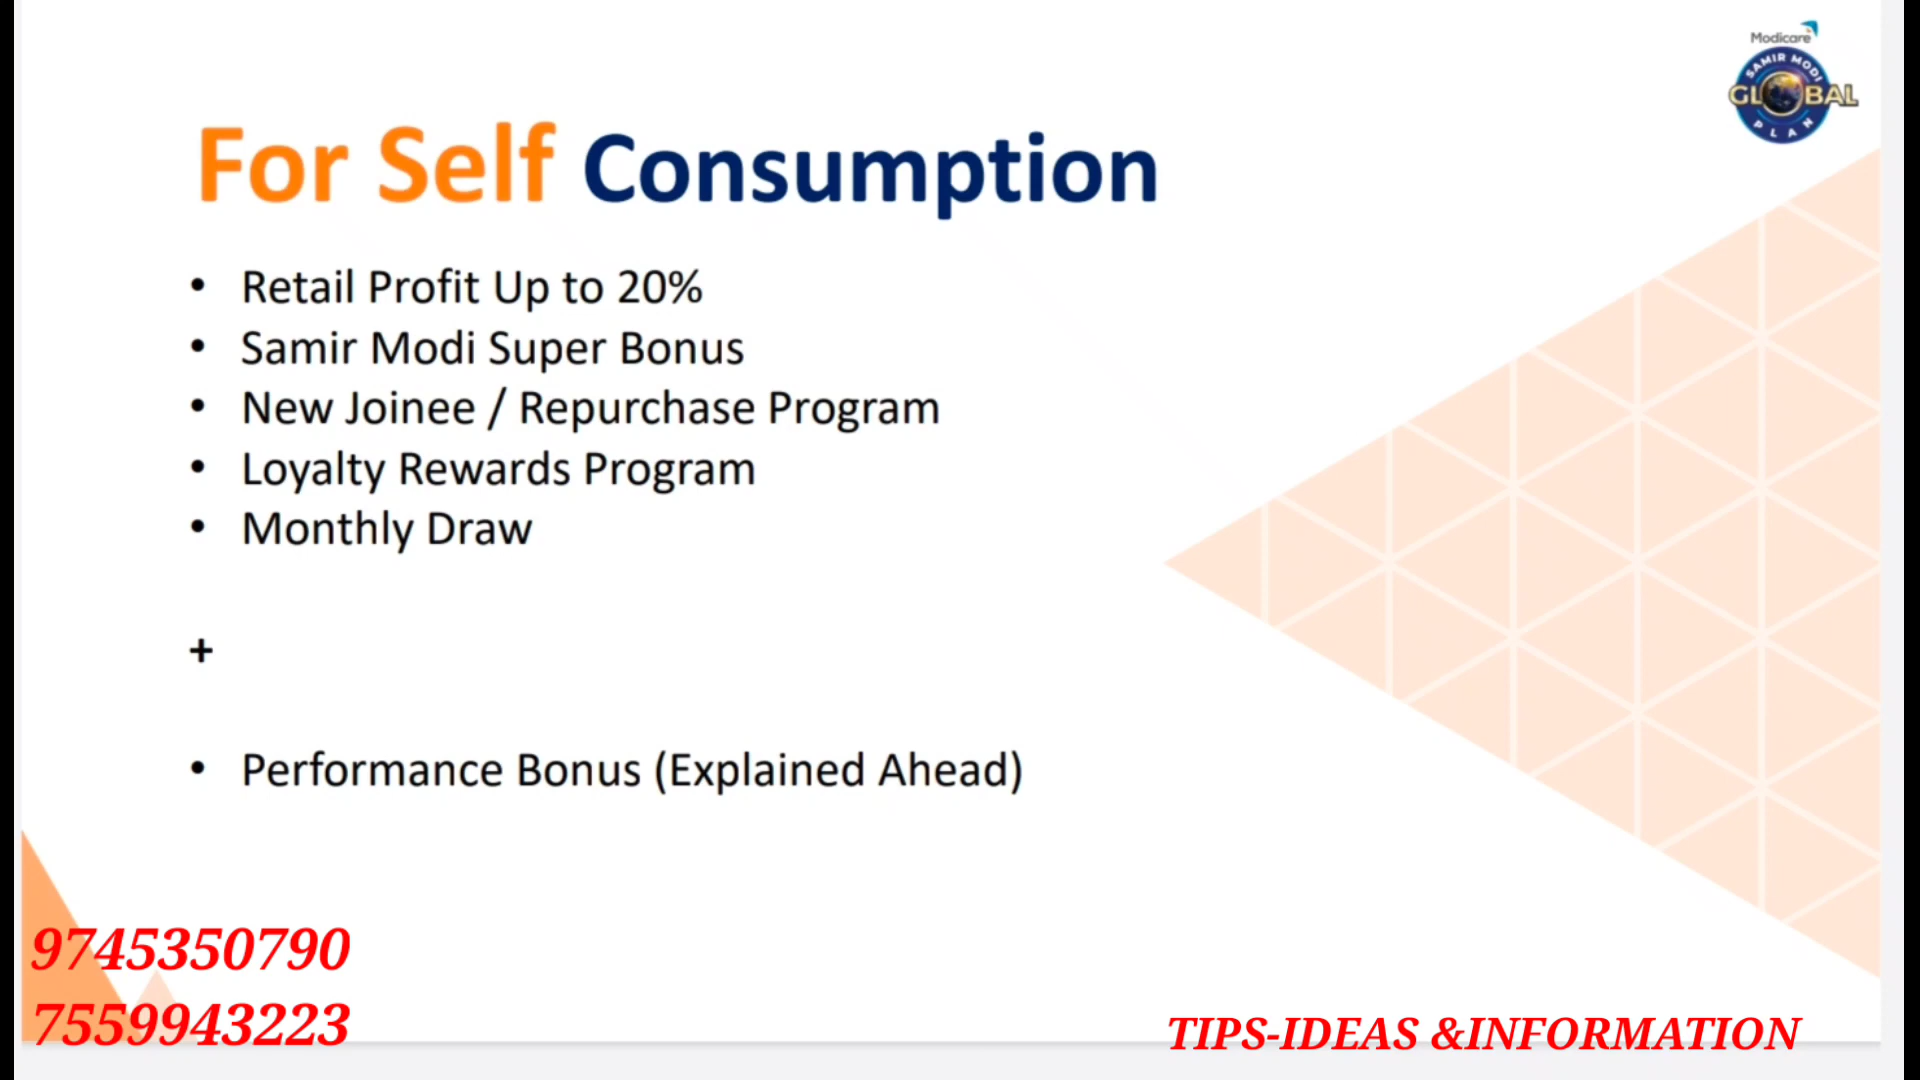 Modicare
SAMIR MODI
GLOBAL
PLAN
For Self Consumption
• Retail Profit Up to 20%
• Samir Modi Super Bonus
• New Joinee / Repurchase Program
• Loyalty Rewards Program
• Monthly Draw
+
• Performance Bonus (Explained Ahead)
9745350790
7559943223
TIPS-IDEAS &INFORMATION